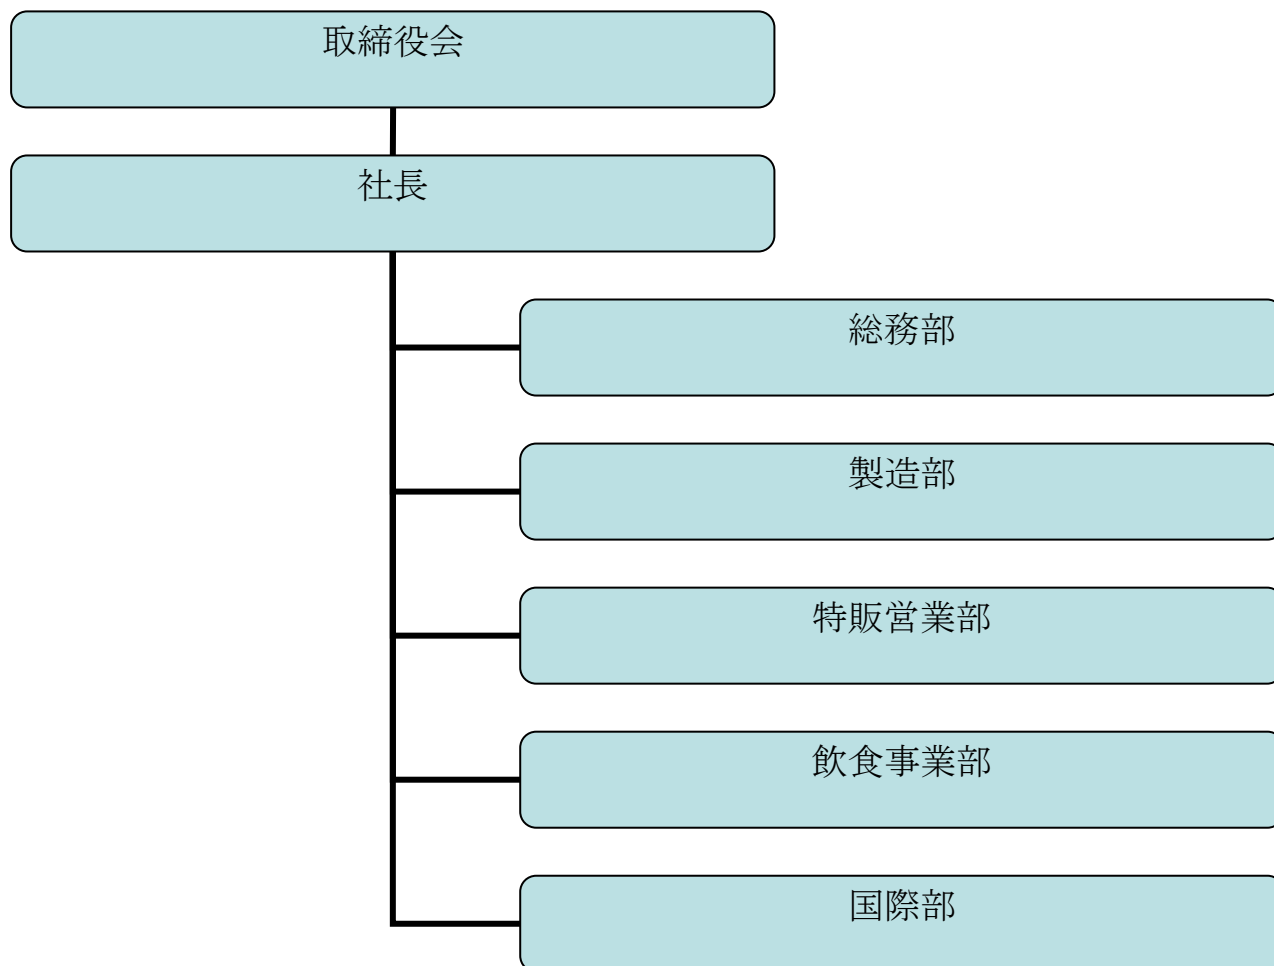 取締役会
社長
総務部
製造部
特販営業部
飲食事業部
国際部